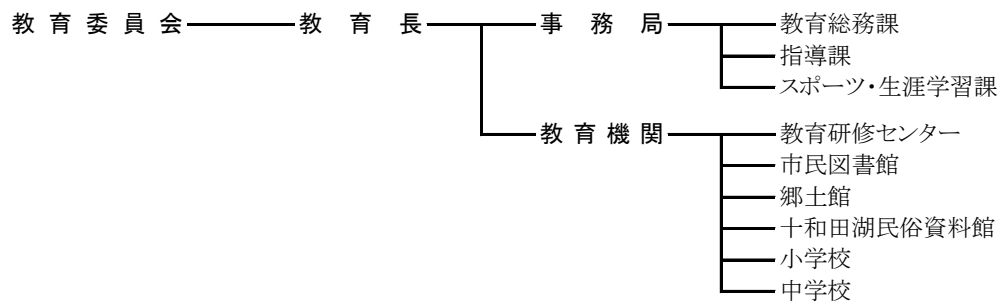 教育委員会 教育長 事務局 教育総務課
指導課
スポーツ・生涯学習課
教育機関 教育研修センター
市民図書館
郷土館
十和田湖民俗資料館
小学校
中学校